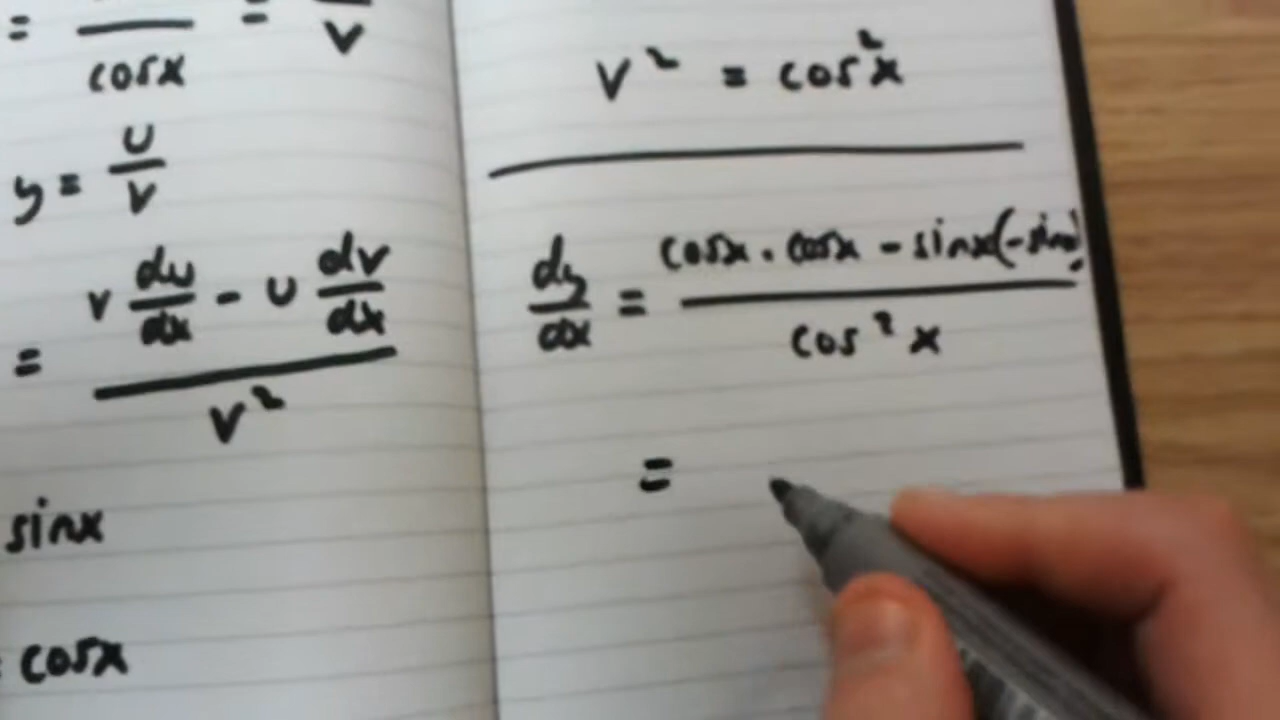 = / cosx = / v
y = u/v
= (v du/dx - u dv/dx) / v²
sinx
cosx
v² = cos²x
dy/dx = (cosx . cosx - sinx(-sinx)) / cos²x
=